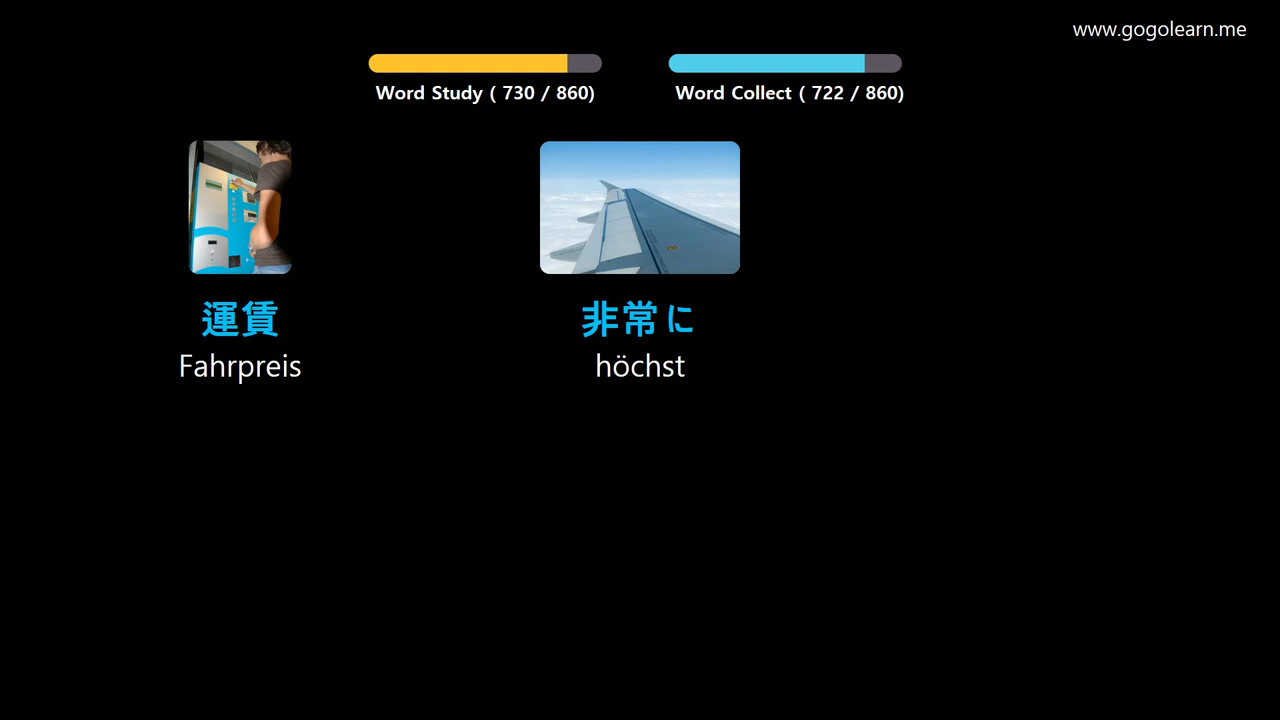 www.gogolearn.me
Word Study ( 730 / 860)
Word Collect ( 722 / 860)
運賃
Fahrpreis
非常に
höchst